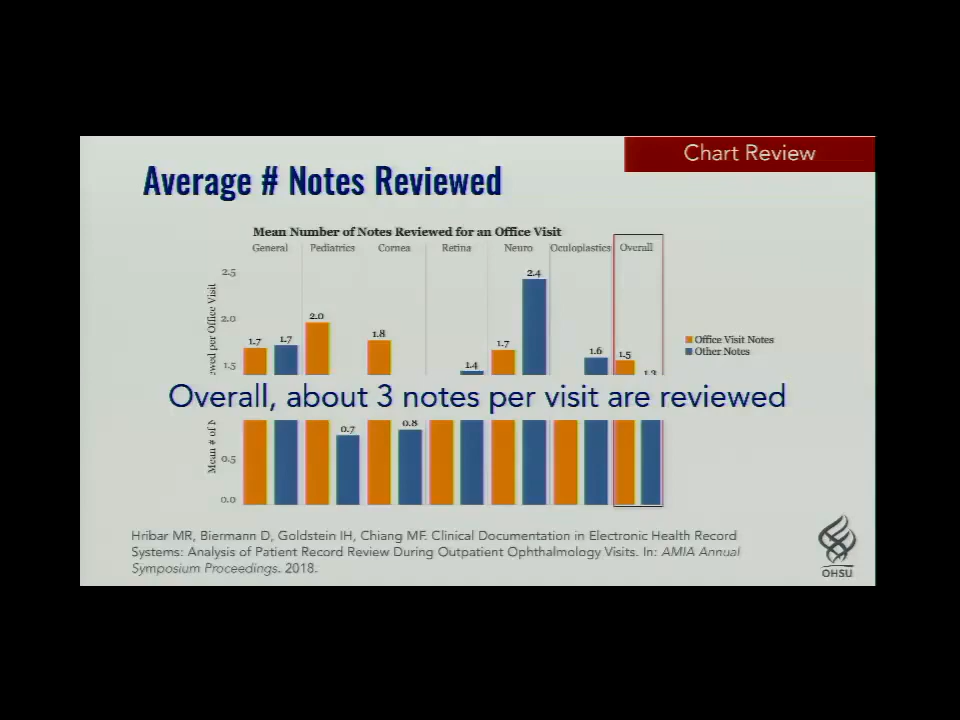 Chart Review
Average # Notes Reviewed
Mean Number of Notes Reviewed for an Office Visit
General Pediatrics Cornea Retina Neuro Oculoplastics Overall
2.5
2.4
2.0
2.0
1.8
1.7 1.7
1.7
1.6
1.5
1.5
1.4
Office Visit Notes
Other Notes
per Office Visit
Overall, about 3 notes per visit are reviewed
Mean # of
0.8
0.7
0.5
0.0
Hribar MR, Biermann D, Goldstein IH, Chiang MF. Clinical Documentation in Electronic Health Record
Systems: Analysis of Patient Record Review During Outpatient Ophthalmology Visits. In: AMIA Annual
Symposium Proceedings. 2018.
OHSU